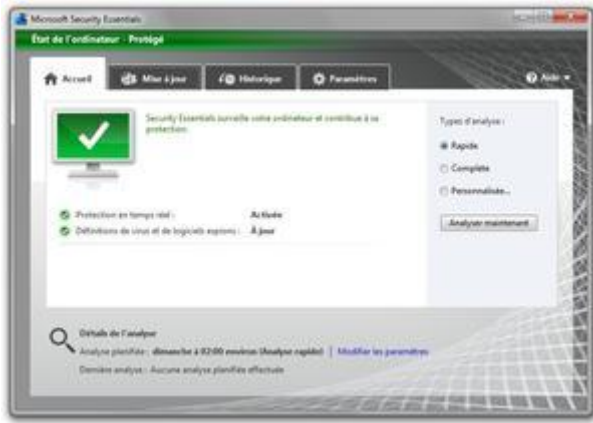 Microsoft Security Essentials
État de l'ordinateur - Protégé
Accueil
Mise à jour
Historique
Paramètres
Aide
Security Essentials surveille votre ordinateur et contribue à sa
protection.
Types d'analyse :
Rapide
Complète
Personnalisée...
Analyser maintenant
Protection en temps réel : Activée
Définitions de virus et de logiciels espions : À jour
Détails de l'analyse
Analyse planifiée : dimanche à 02:00 environ (Analyse rapide) | Modifier les paramètres
Dernière analyse : Aucune analyse planifiée effectuée